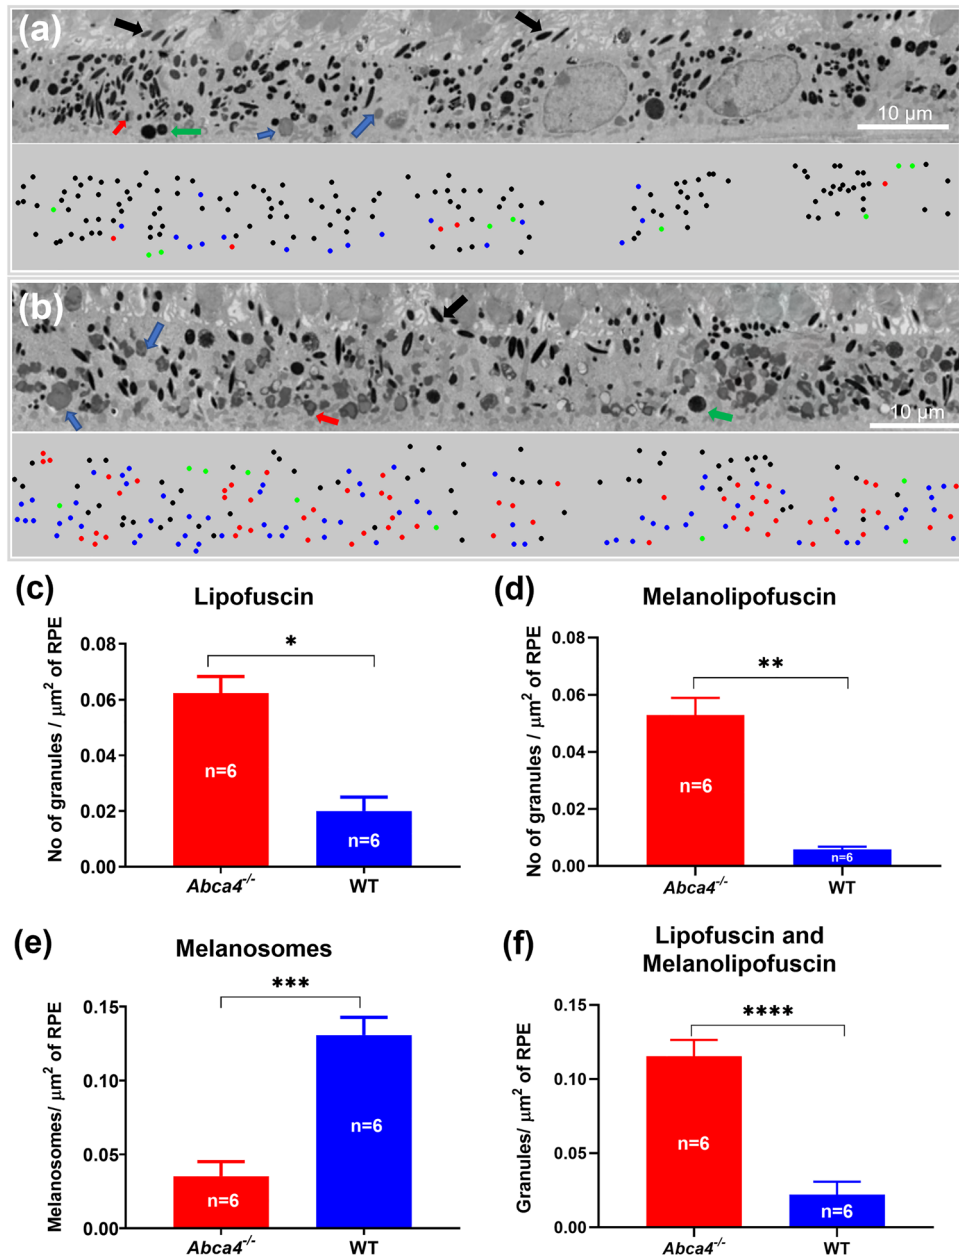 (a)
10 µm
(b)
10 µm
(c)
Lipofuscin
No of granules / µm² of RPE
0.08
0.06
0.04
0.02
0.00
*
n=6
n=6
Abca4-/-
WT
(d)
Melanolipofuscin
No of granules / µm² of RPE
0.08
0.06
0.04
0.02
0.00
**
n=6
n=6
Abca4-/-
WT
(e)
Melanosomes
Melanosomes/ µm² of RPE
0.15
0.10
0.05
0.00
***
n=6
n=6
Abca4-/-
WT
(f)
Lipofuscin and
Melanolipofuscin
Granules/ µm² of RPE
0.15
0.10
0.05
0.00
****
n=6
n=6
Abca4-/-
WT